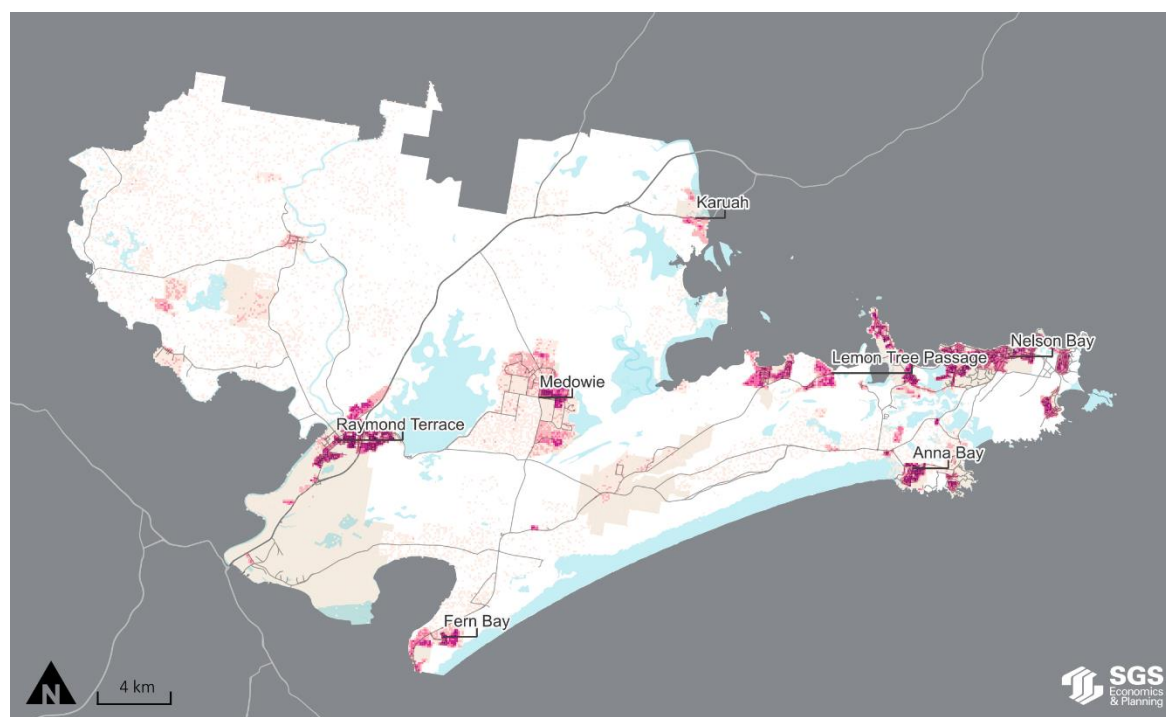 Karuah
Nelson Bay
Lemon Tree Passage
Medowie
Raymond Terrace
Anna Bay
Fern Bay
N
4 km
SGS
Economics
& Planning